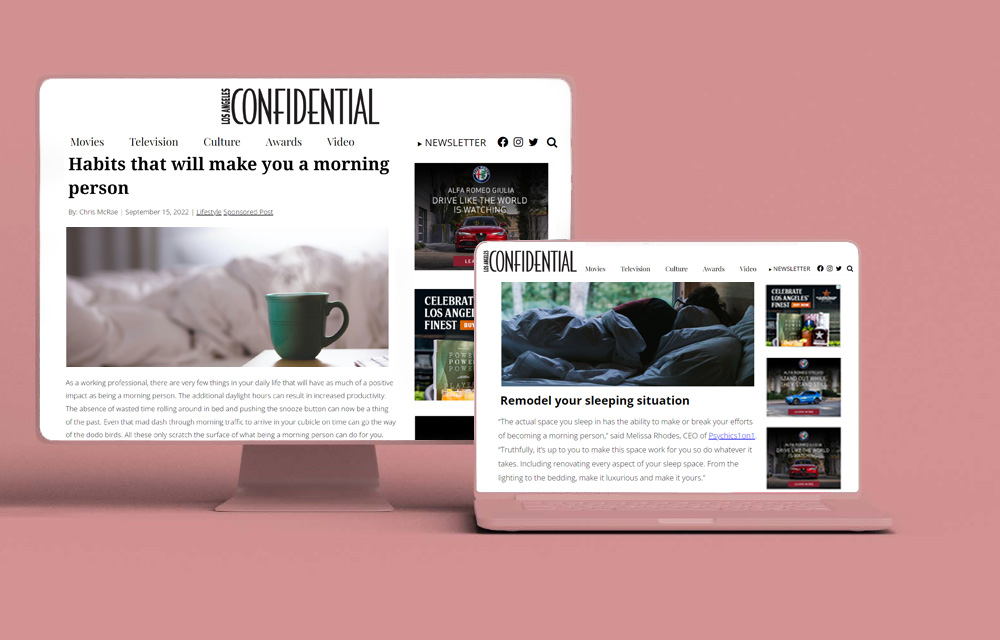 LOS ANGELES CONFIDENTIAL
Movies Television Culture Awards Video ▸ NEWSLETTER
Habits that will make you a morning
person
By: Chris McRae | September 15, 2022 | Lifestyle Sponsored Post
ALFA ROMEO GIULIA
DRIVE LIKE THE WORLD
IS WATCHING
As a working professional, there are very few things in your daily life that will have as much of a positive
impact as being a morning person. The additional daylight hours can result in increased productivity.
The absence of wasted time rolling around in bed and pushing the snooze button can now be a thing
of the past. Even that mad dash through morning traffic to arrive in your cubicle on time can go the way
of the dodo birds. All these only scratch the surface of what being a morning person can do for you.
CELEBRATE
LOS ANGEL
FINEST BUY
LOS ANGELES CONFIDENTIAL
Movies Television Culture Awards Video ▸ NEWSLETTER
Remodel your sleeping situation
"The actual space you sleep in has the ability to make or break your efforts
of becoming a morning person," said Melissa Rhodes, CEO of Psychics1on1.
"Truthfully, it's up to you to make this space work for you so do whatever it
takes. Including renovating every aspect of your sleep space. From the
lighting to the bedding, make it luxurious and make it yours."
CELEBRATE
LOS ANGELES'
FINEST BUY NOW
ALFA ROMEO STELVIO
STAND OUT WHILE
THEY STAND STILL
LEARN MORE
ALFA ROMEO GIULIA
DRIVE LIKE THE WORLD
IS WATCHING
LEARN MORE